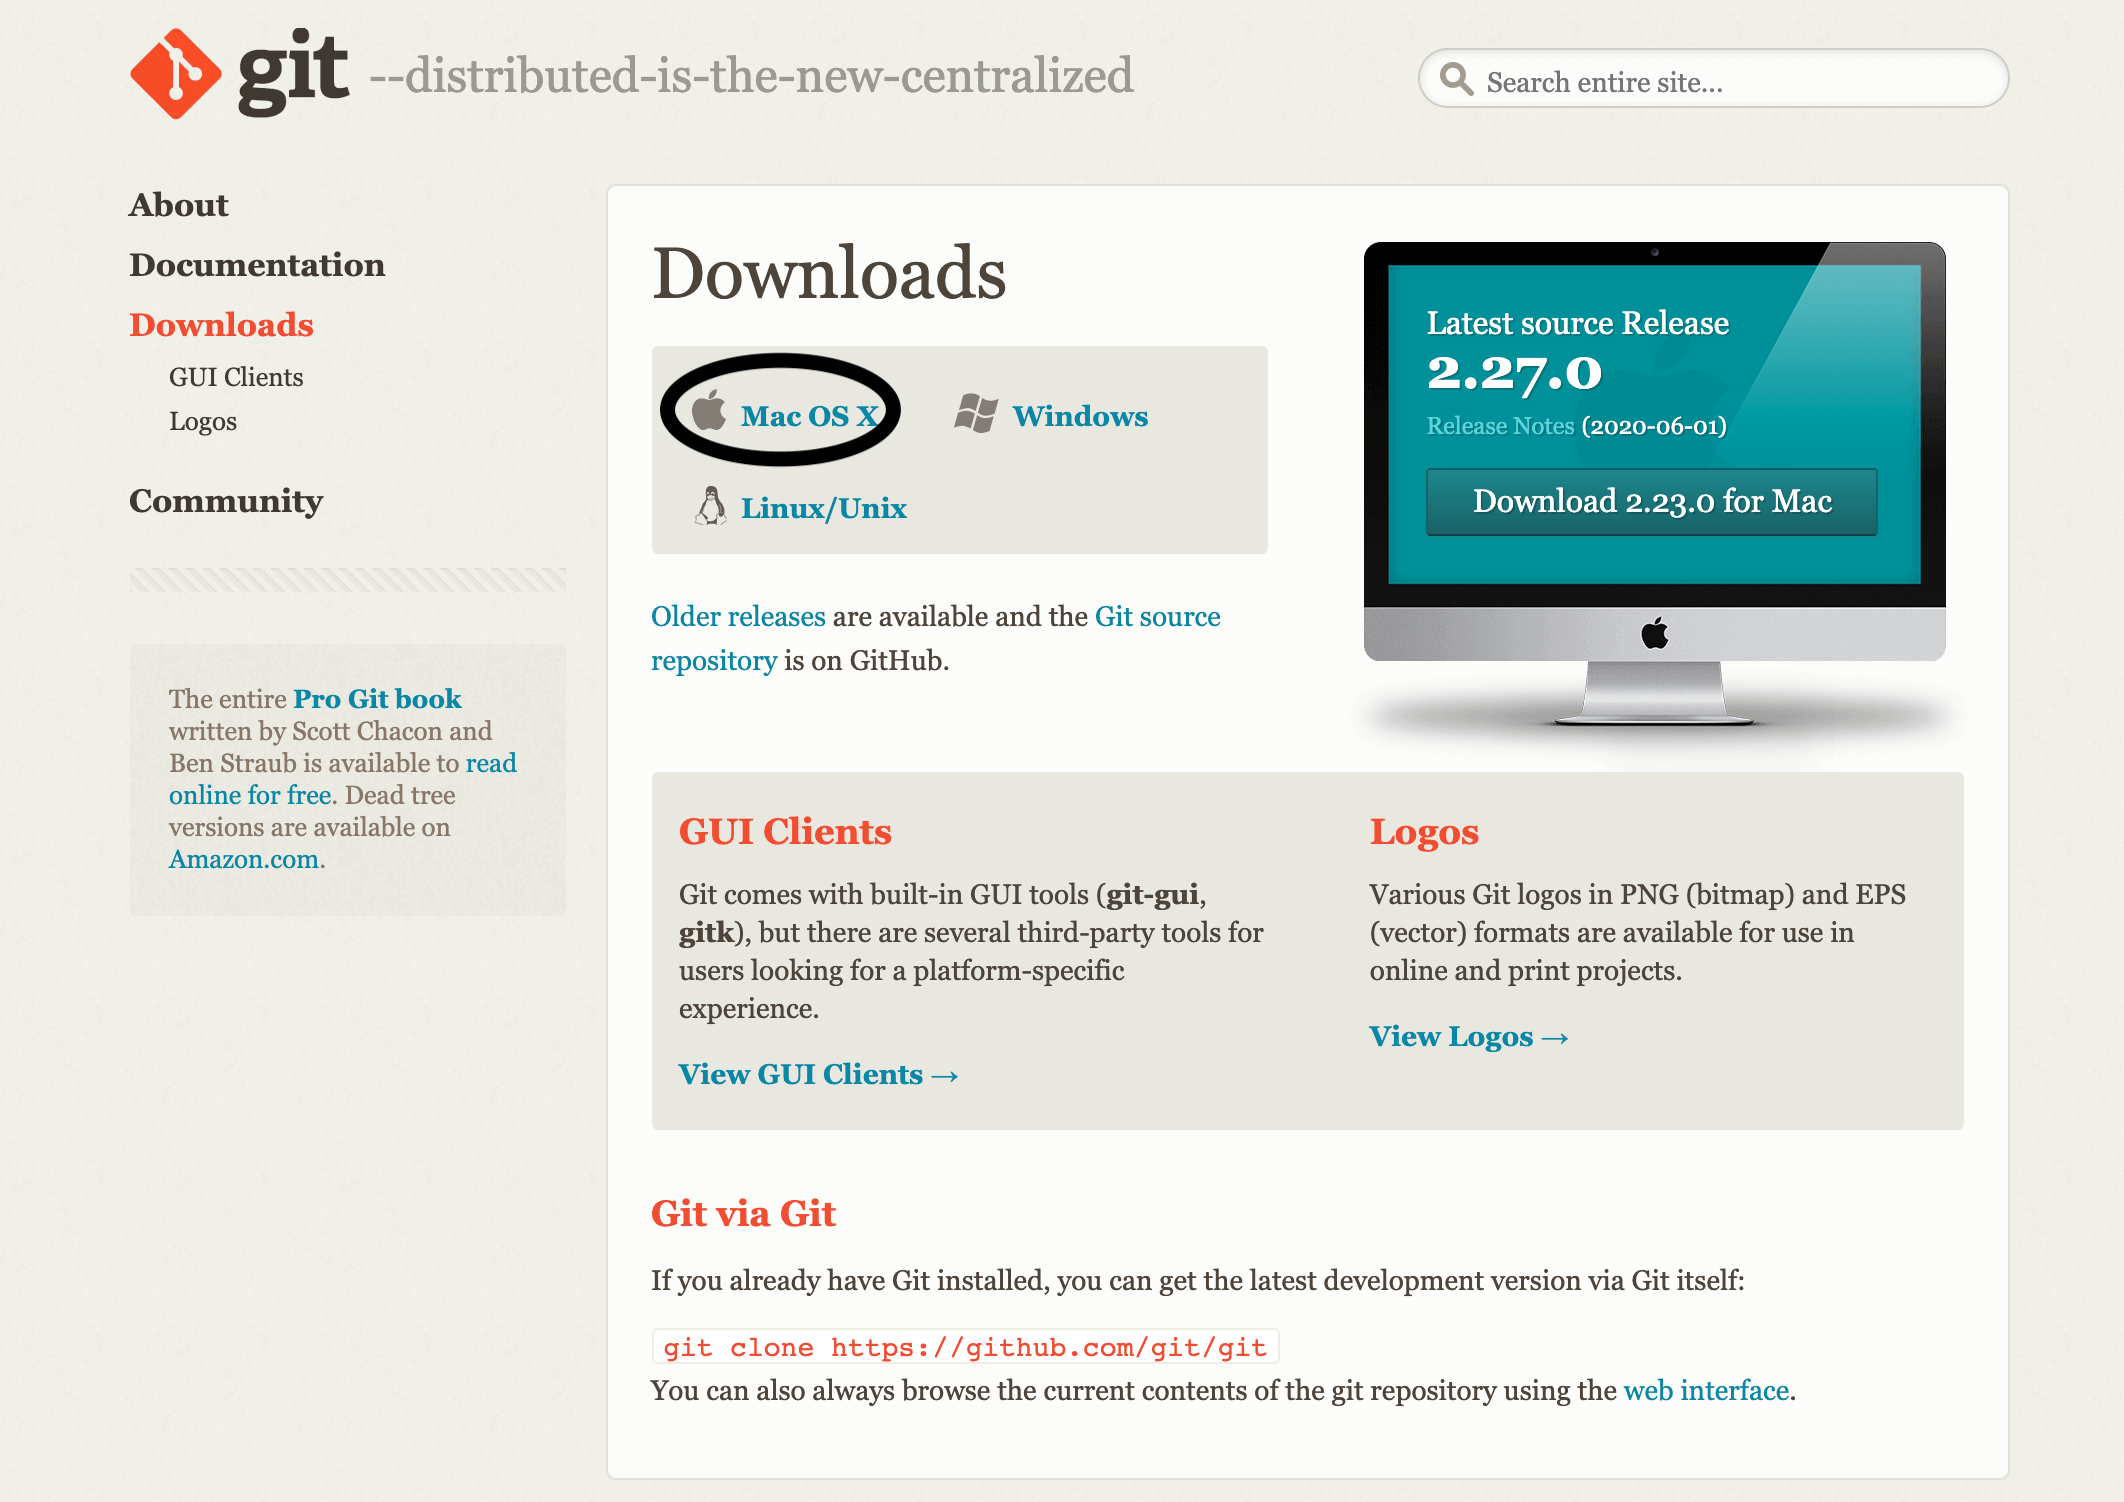 git --distributed-is-the-new-centralized
Search entire site...
About
Documentation
Downloads
GUI Clients
Logos
Community
The entire Pro Git book
written by Scott Chacon and
Ben Straub is available to read
online for free. Dead tree
versions are available on
Amazon.com.
Downloads
Mac OS X
Windows
Linux/Unix
Older releases are available and the Git source
repository is on GitHub.
Latest source Release
2.27.0
Release Notes (2020-06-01)
Download 2.23.0 for Mac
GUI Clients
Git comes with built-in GUI tools (git-gui,
gitk), but there are several third-party tools for
users looking for a platform-specific
experience.
View GUI Clients →
Logos
Various Git logos in PNG (bitmap) and EPS
(vector) formats are available for use in
online and print projects.
View Logos →
Git via Git
If you already have Git installed, you can get the latest development version via Git itself:
git clone https://github.com/git/git
You can also always browse the current contents of the git repository using the web interface.